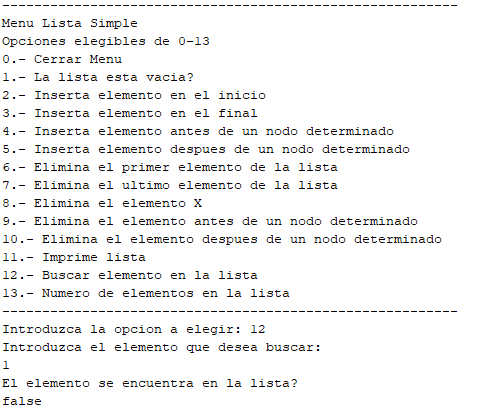 ---------------------------------------------------------
Menu Lista Simple
Opciones elegibles de 0-13
0.- Cerrar Menu
1.- La lista esta vacia?
2.- Inserta elemento en el inicio
3.- Inserta elemento en el final
4.- Inserta elemento antes de un nodo determinado
5.- Inserta elemento despues de un nodo determinado
6.- Elimina el primer elemento de la lista
7.- Elimina el ultimo elemento de la lista
8.- Elimina el elemento X
9.- Elimina el elemento antes de un nodo determinado
10.- Elimina el elemento despues de un nodo determinado
11.- Imprime lista
12.- Buscar elemento en la lista
13.- Numero de elementos en la lista
---------------------------------------------------------
Introduzca la opcion a elegir: 12
Introduzca el elemento que desea buscar:
1
El elemento se encuentra en la lista?
false